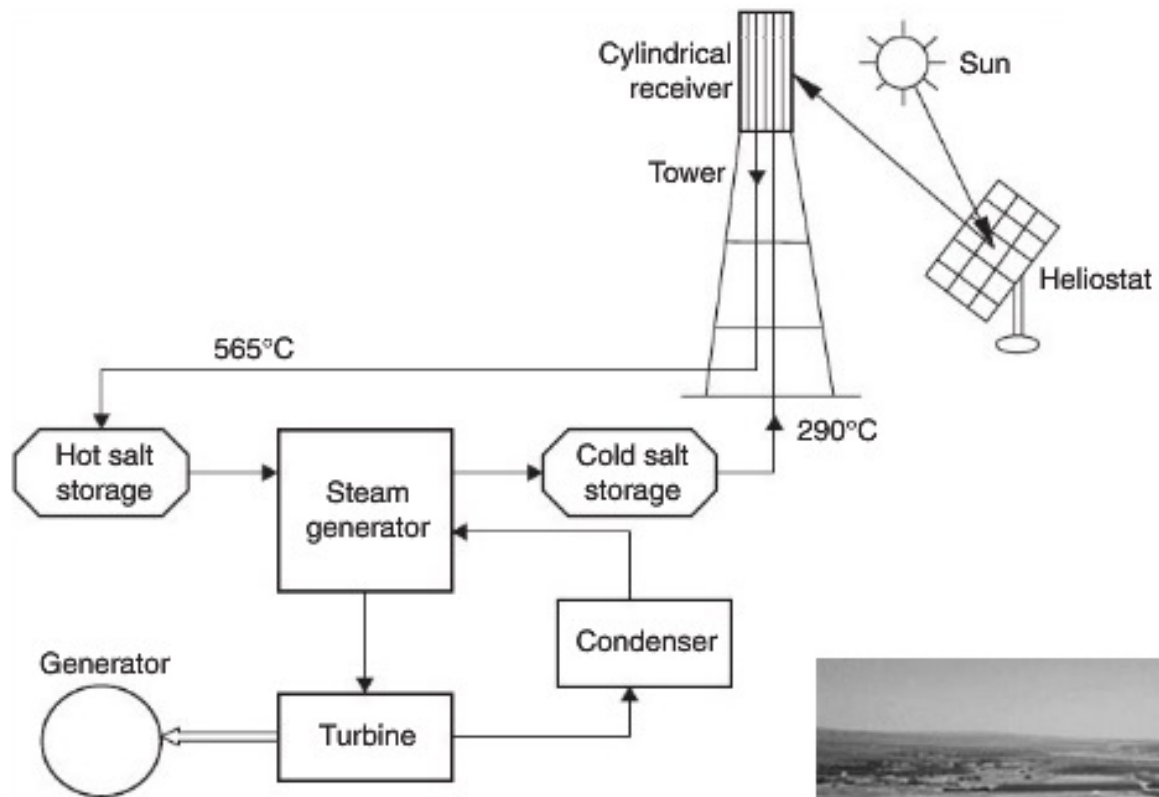 Cylindrical
receiver
Sun
Tower
Heliostat
565°C
290°C
Hot salt
storage
Steam
generator
Cold salt
storage
Condenser
Generator
Turbine